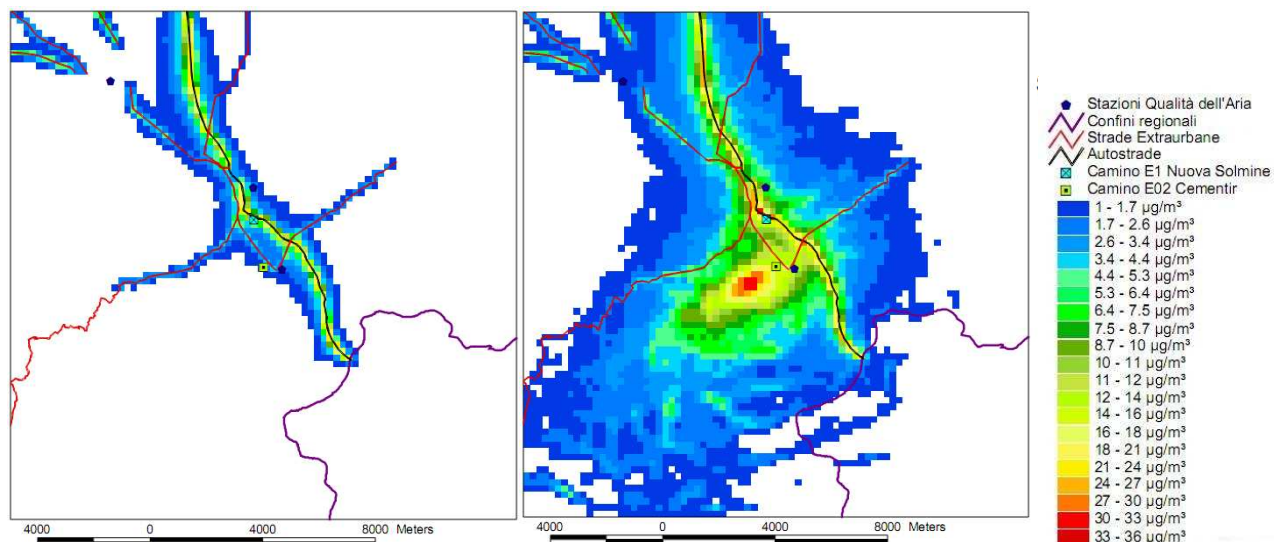 Stazioni Qualità dell'Aria
Confini regionali
Strade Extraurbane
Autostrade
Camino E1 Nuova Solmine
Camino E02 Cementir
1 - 1.7 µg/m³
1.7 - 2.6 µg/m³
2.6 - 3.4 µg/m³
3.4 - 4.4 µg/m³
4.4 - 5.3 µg/m³
5.3 - 6.4 µg/m³
6.4 - 7.5 µg/m³
7.5 - 8.7 µg/m³
8.7 - 10 µg/m³
10 - 11 µg/m³
11 - 12 µg/m³
12 - 14 µg/m³
14 - 16 µg/m³
16 - 18 µg/m³
18 - 21 µg/m³
21 - 24 µg/m³
24 - 27 µg/m³
27 - 30 µg/m³
30 - 33 µg/m³
33 - 36 µg/m³
4000 0 4000 8000 Meters
4000 0 4000 8000 Meters